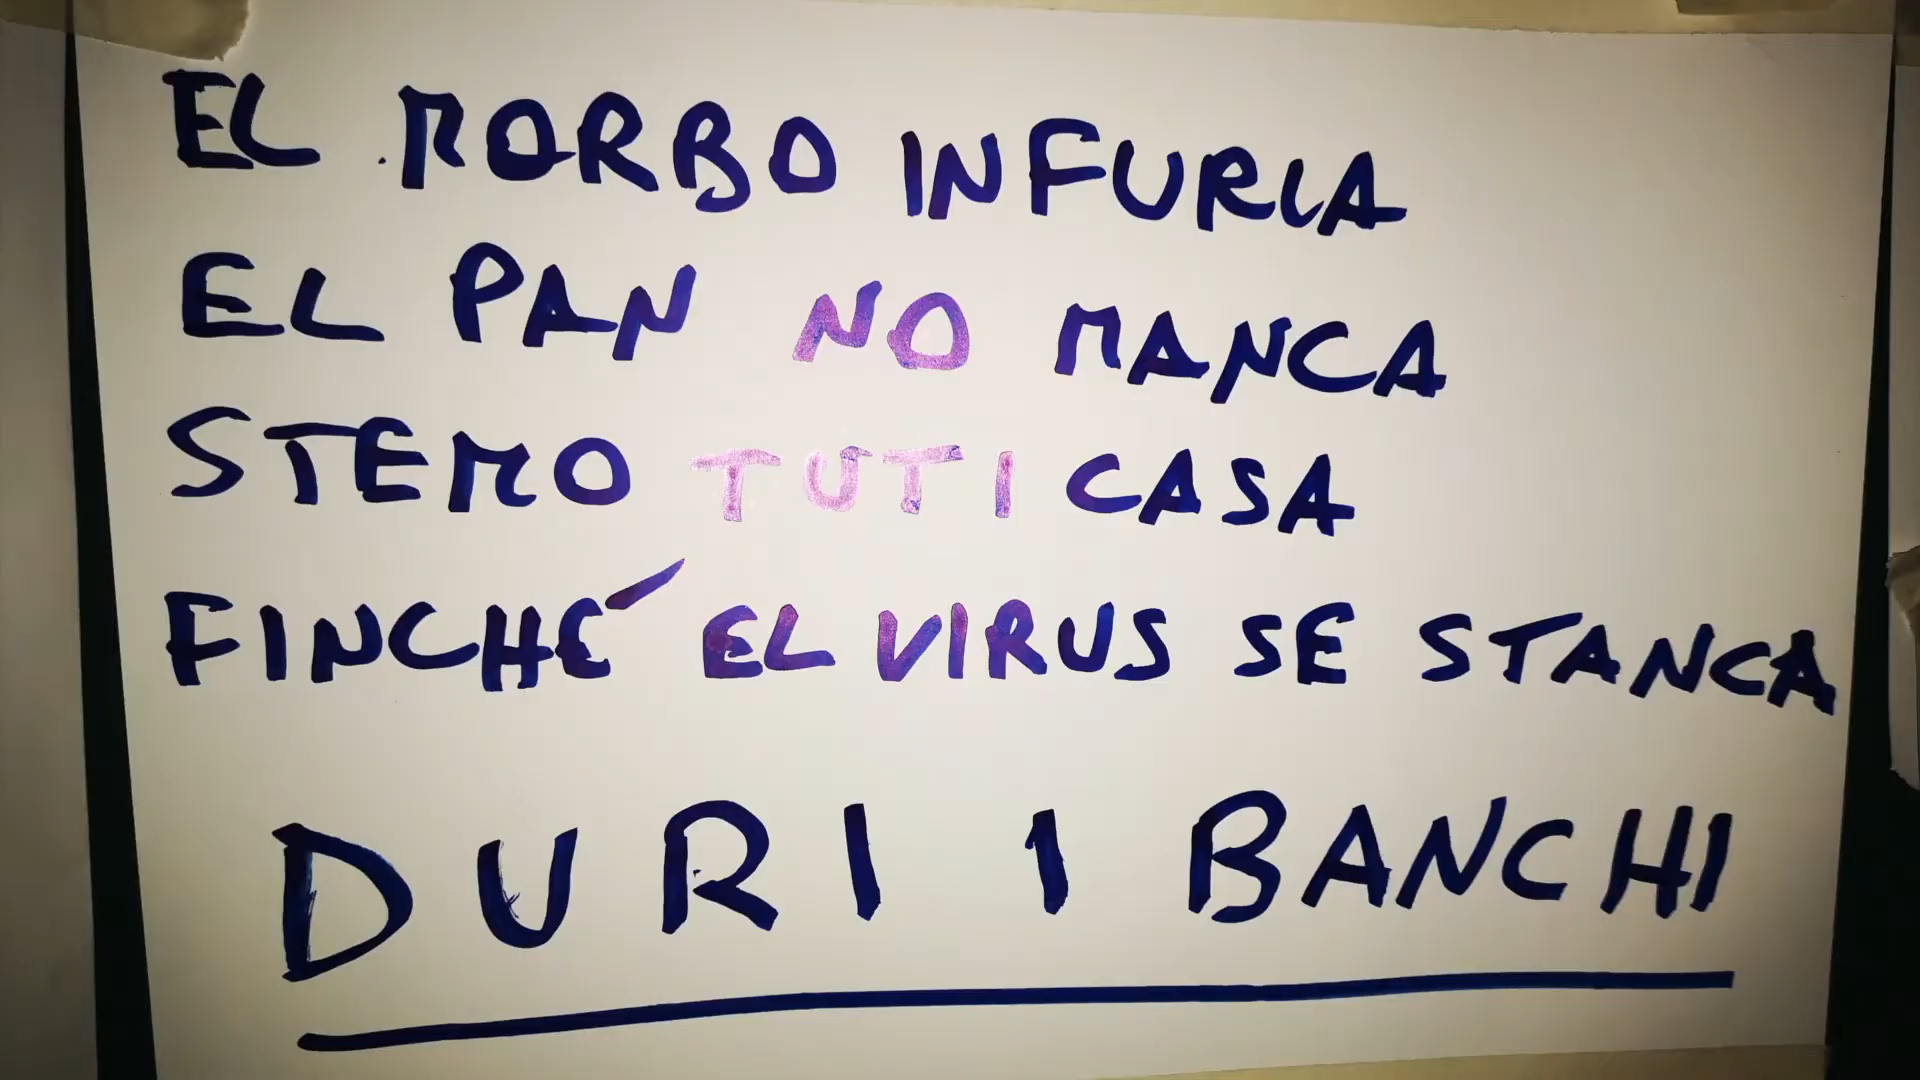 EL MORBO INFURIA
EL PAN NO MANCA
STEMO TUTI CASA
FINCHÉ EL VIRUS SE STANCA
DURI I BANCHI